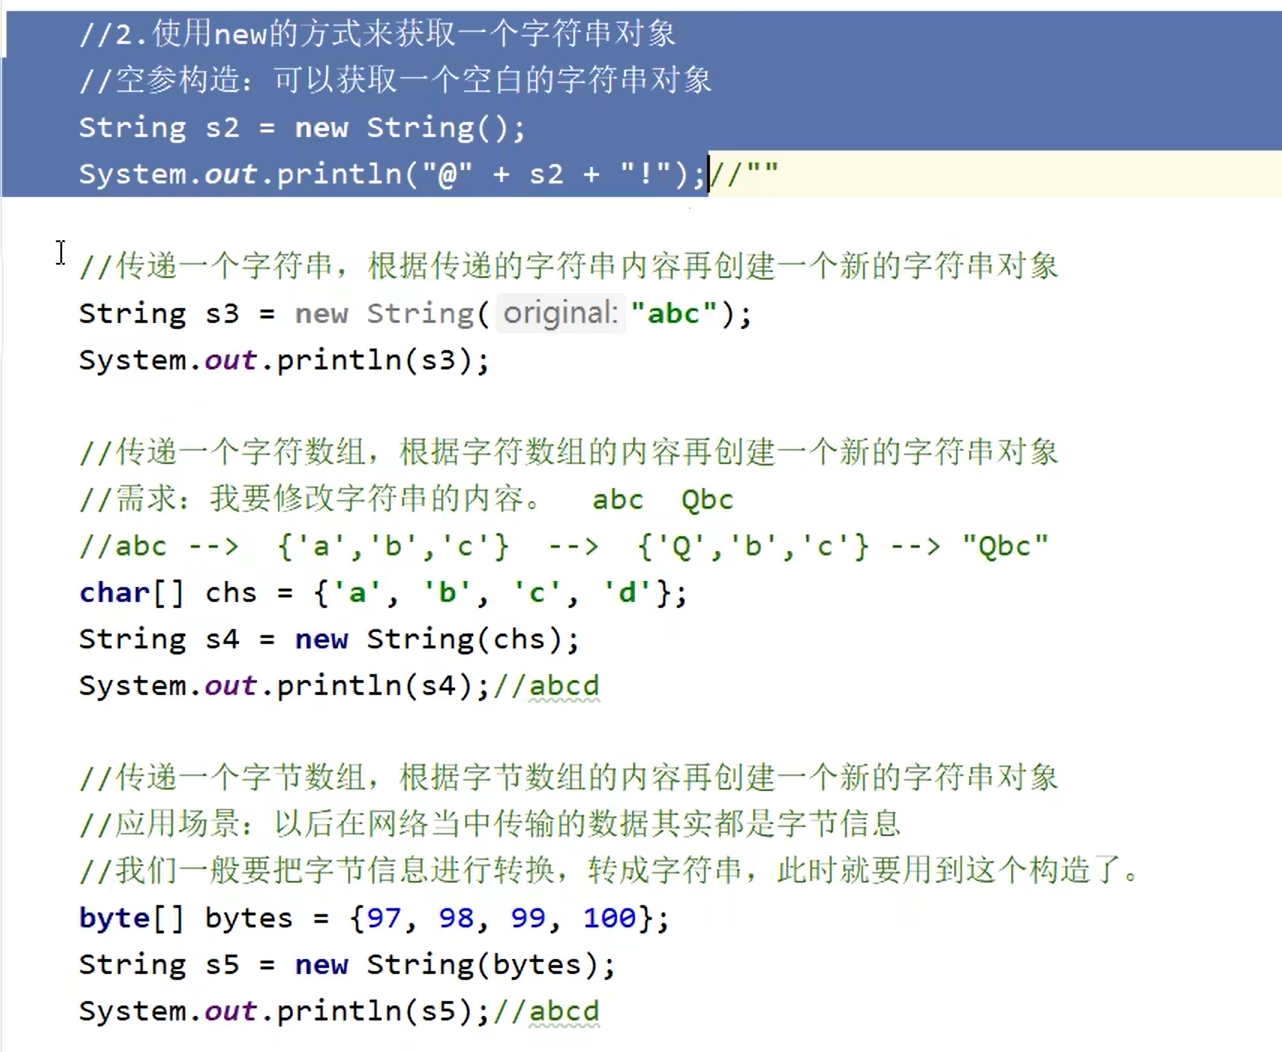 //2.使用new的方式来获取一个字符串对象
//空参构造：可以获取一个空白的字符串对象
String s2 = new String();
System.out.println("@" + s2 + "!");//""
//传递一个字符串，根据传递的字符串内容再创建一个新的字符串对象
String s3 = new String( original: "abc");
System.out.println(s3);
//传递一个字符数组，根据字符数组的内容再创建一个新的字符串对象
//需求：我要修改字符串的内容。 abc Qbc
//abc --> {'a','b','c'} --> {'Q','b','c'} --> "Qbc"
char[] chs = {'a', 'b', 'c', 'd'};
String s4 = new String(chs);
System.out.println(s4);//abcd
//传递一个字节数组，根据字节数组的内容再创建一个新的字符串对象
//应用场景：以后在网络当中传输的数据其实都是字节信息
//我们一般要把字节信息进行转换，转成字符串，此时就要用到这个构造了。
byte[] bytes = {97, 98, 99, 100};
String s5 = new String(bytes);
System.out.println(s5);//abcd